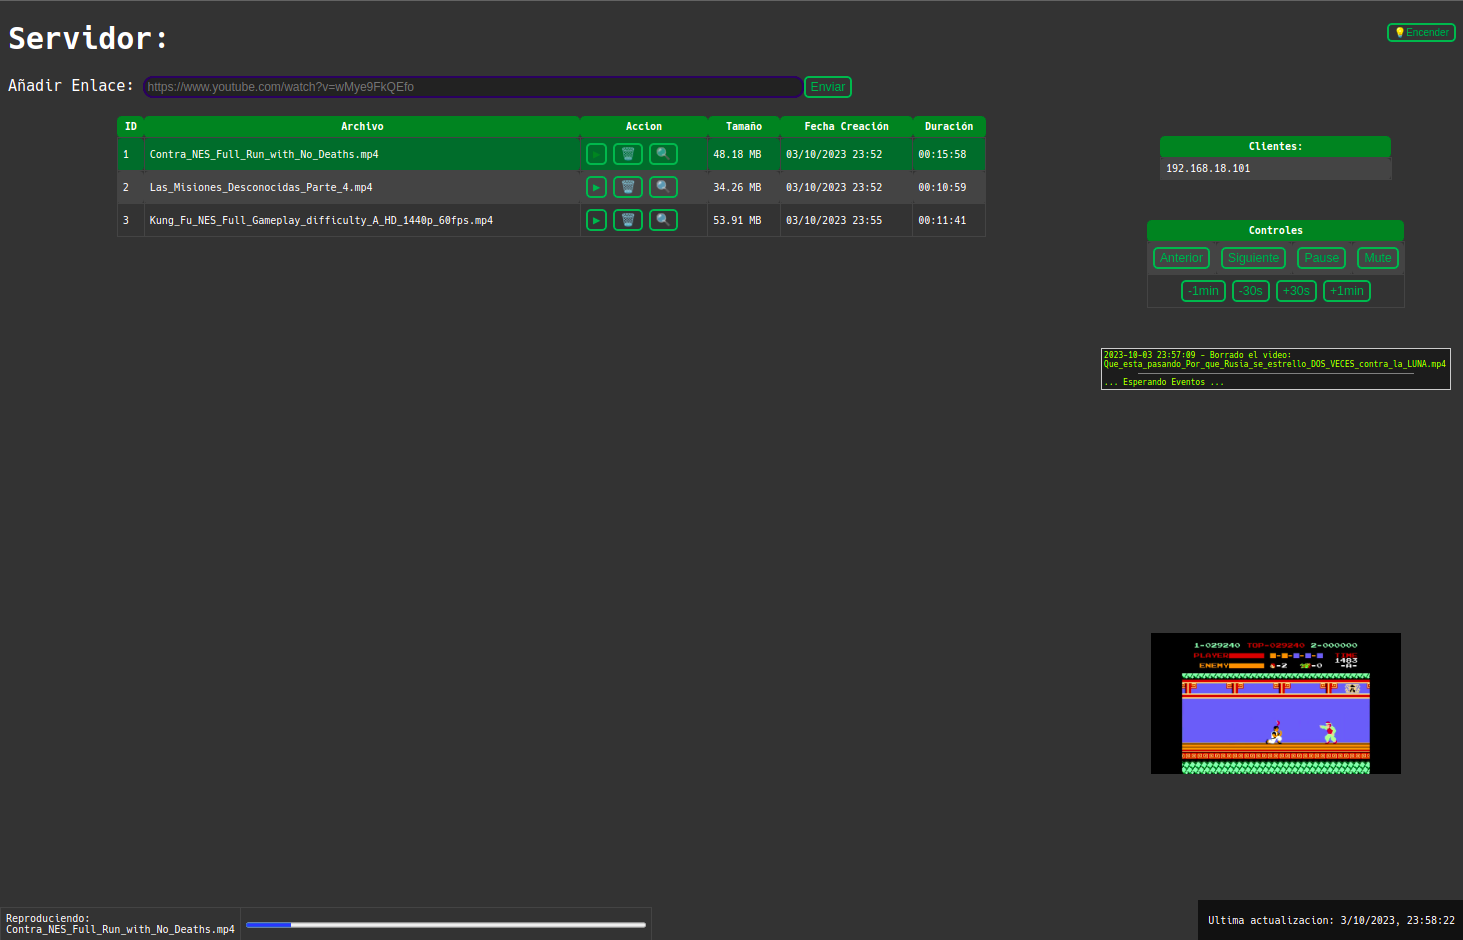 Servidor:
💡Encender
Añadir Enlace: https://www.youtube.com/watch?v=wMye9FkQEfo Enviar
ID Archivo Accion Tamaño Fecha Creación Duración
1 Contra_NES_Full_Run_with_No_Deaths.mp4 48.18 MB 03/10/2023 23:52 00:15:58
2 Las_Misiones_Desconocidas_Parte_4.mp4 34.26 MB 03/10/2023 23:52 00:10:59
3 Kung_Fu_NES_Full_Gameplay_difficulty_A_HD_1440p_60fps.mp4 53.91 MB 03/10/2023 23:55 00:11:41
Clientes:
192.168.18.101
Controles
Anterior Siguiente Pause Mute
-1min -30s +30s +1min
2023-10-03 23:57:09 - Borrado el video:
Que_esta_pasando_Por_que_Rusia_se_estrello_DOS_VECES_contra_la_LUNA.mp4
... Esperando Eventos ...
1-029240 TOP-029240 2-000000
PLAYER TIME
1483
ENEMY -2 -0 -A-
Reproduciendo:
Contra_NES_Full_Run_with_No_Deaths.mp4
Ultima actualizacion: 3/10/2023, 23:58:22